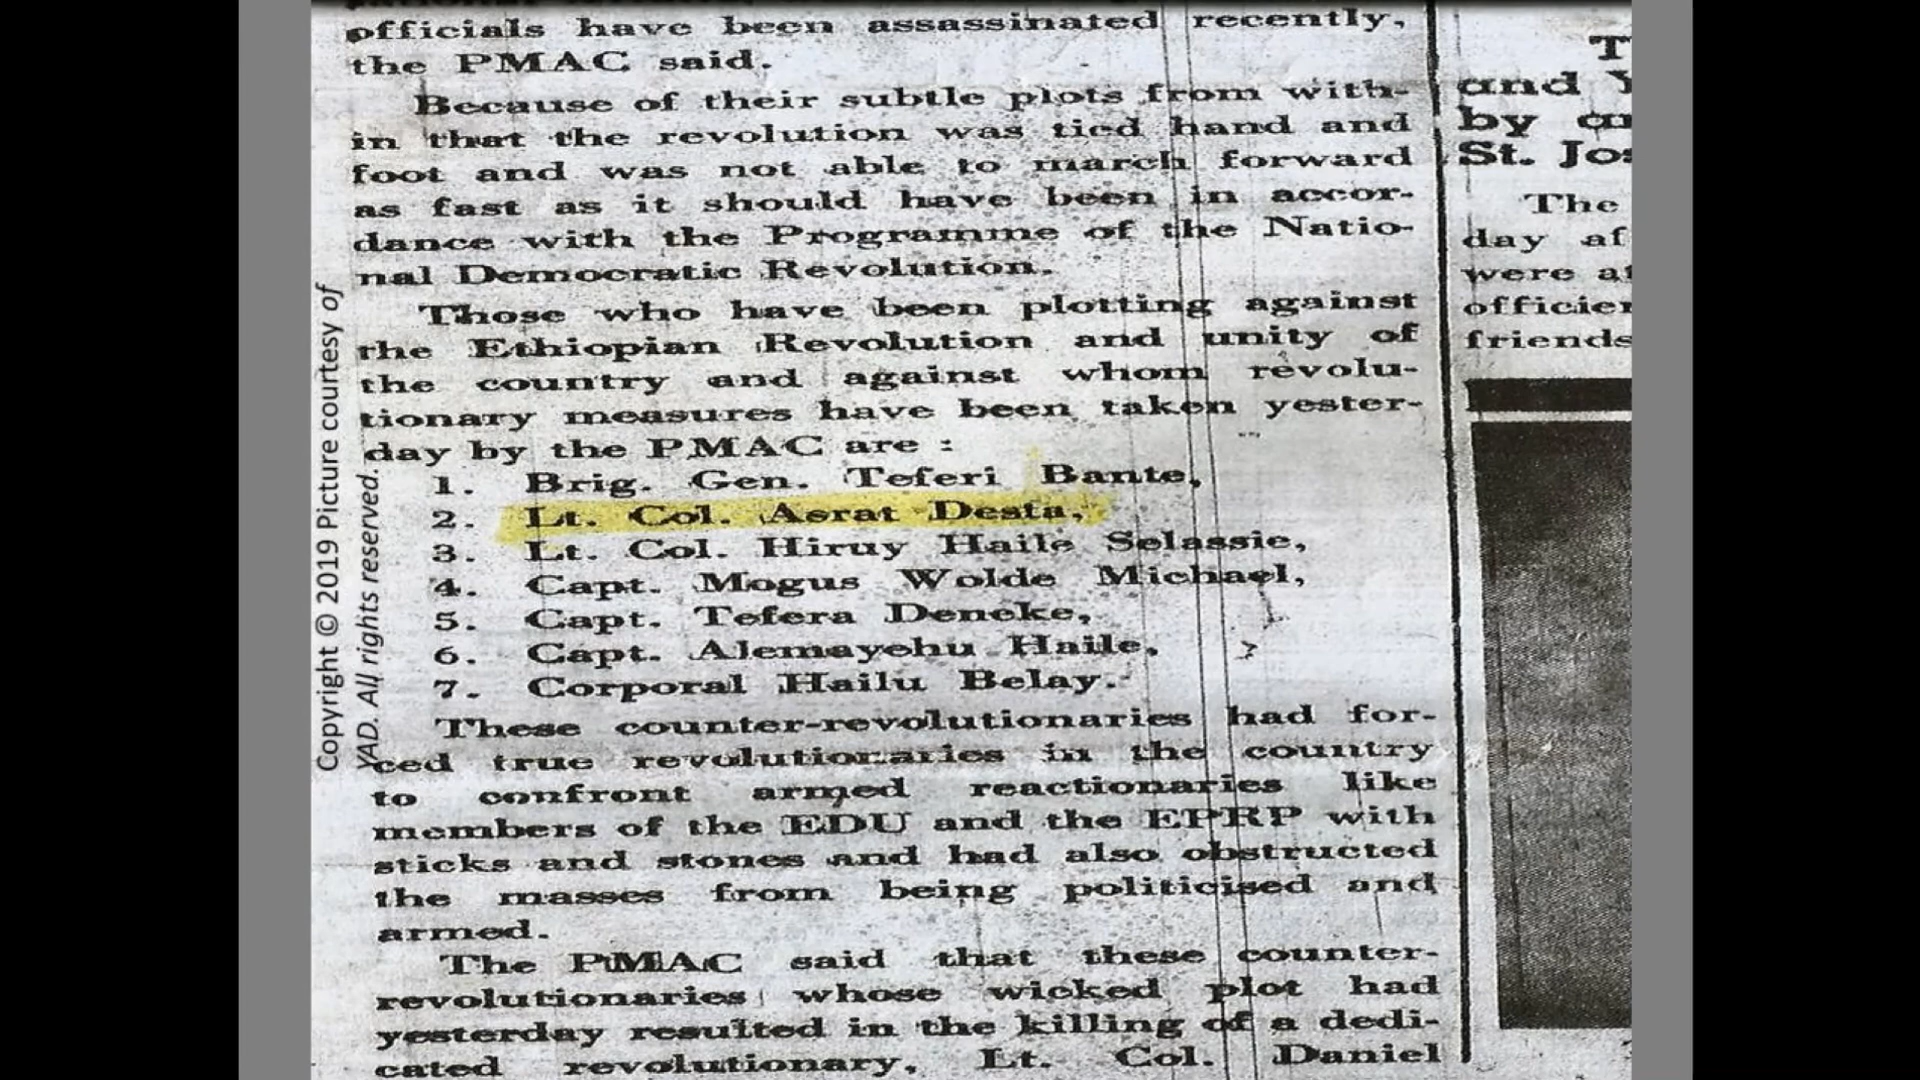 officials have been assassinated recently,
the PMAC said.
Because of their subtle plots from with-
in that the revolution was tied hand and
foot and was not able to march forward
as fast as it should have been in accor-
dance with the Programme of the Natio-
nal Democratic Revolution.
Those who have been plotting against
the Ethiopian Revolution and unity of
the country and against whom revolu-
tionary measures have been taken yester-
day by the PMAC are :
1. Brig. Gen. Teferi Bante,
2. Lt. Col. Asrat Desta,
3. Lt. Col. Hiruy Haile Selassie,
4. Capt. Mogus Wolde Michael,
5. Capt. Tefera Deneke,
6. Capt. Alemayehu Haile,
7. Corporal Hailu Belay.
These counter-revolutionaries had for-
ced true revolutionaries in the country
to confront armed reactionaries like
members of the EDU and the EPRP with
sticks and stones and had also obstructed
the masses from being politicised and
armed.
The PMAC said that these counter-
revolutionaries whose wicked plot had
yesterday resulted in the killing of a dedi-
cated revolutionary, Lt. Col. Daniel
and
by
St.
The
day af
were
officier
friends
Copyright © 2019 Picture courtesy of
YAD. All rights reserved.